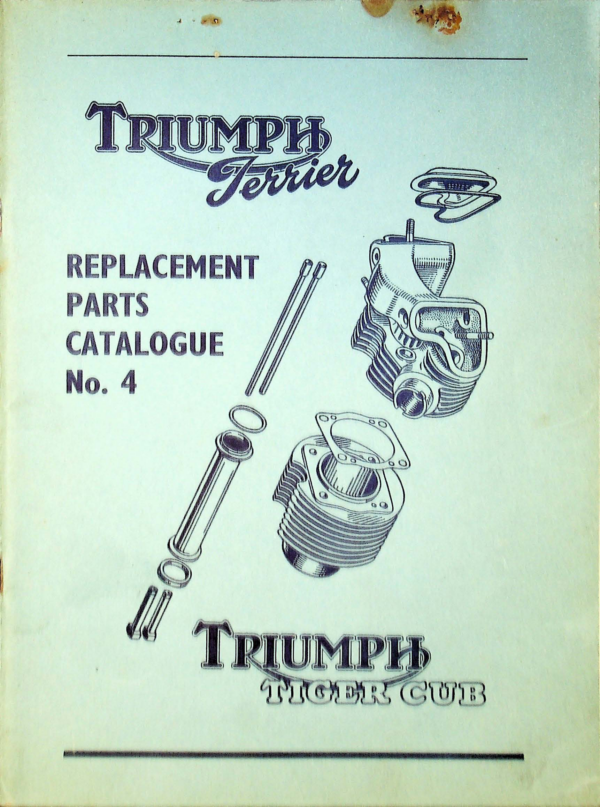 TRIUMPH
Terrier
REPLACEMENT
PARTS
CATALOGUE
No. 4
TRIUMPH
TIGER CUB